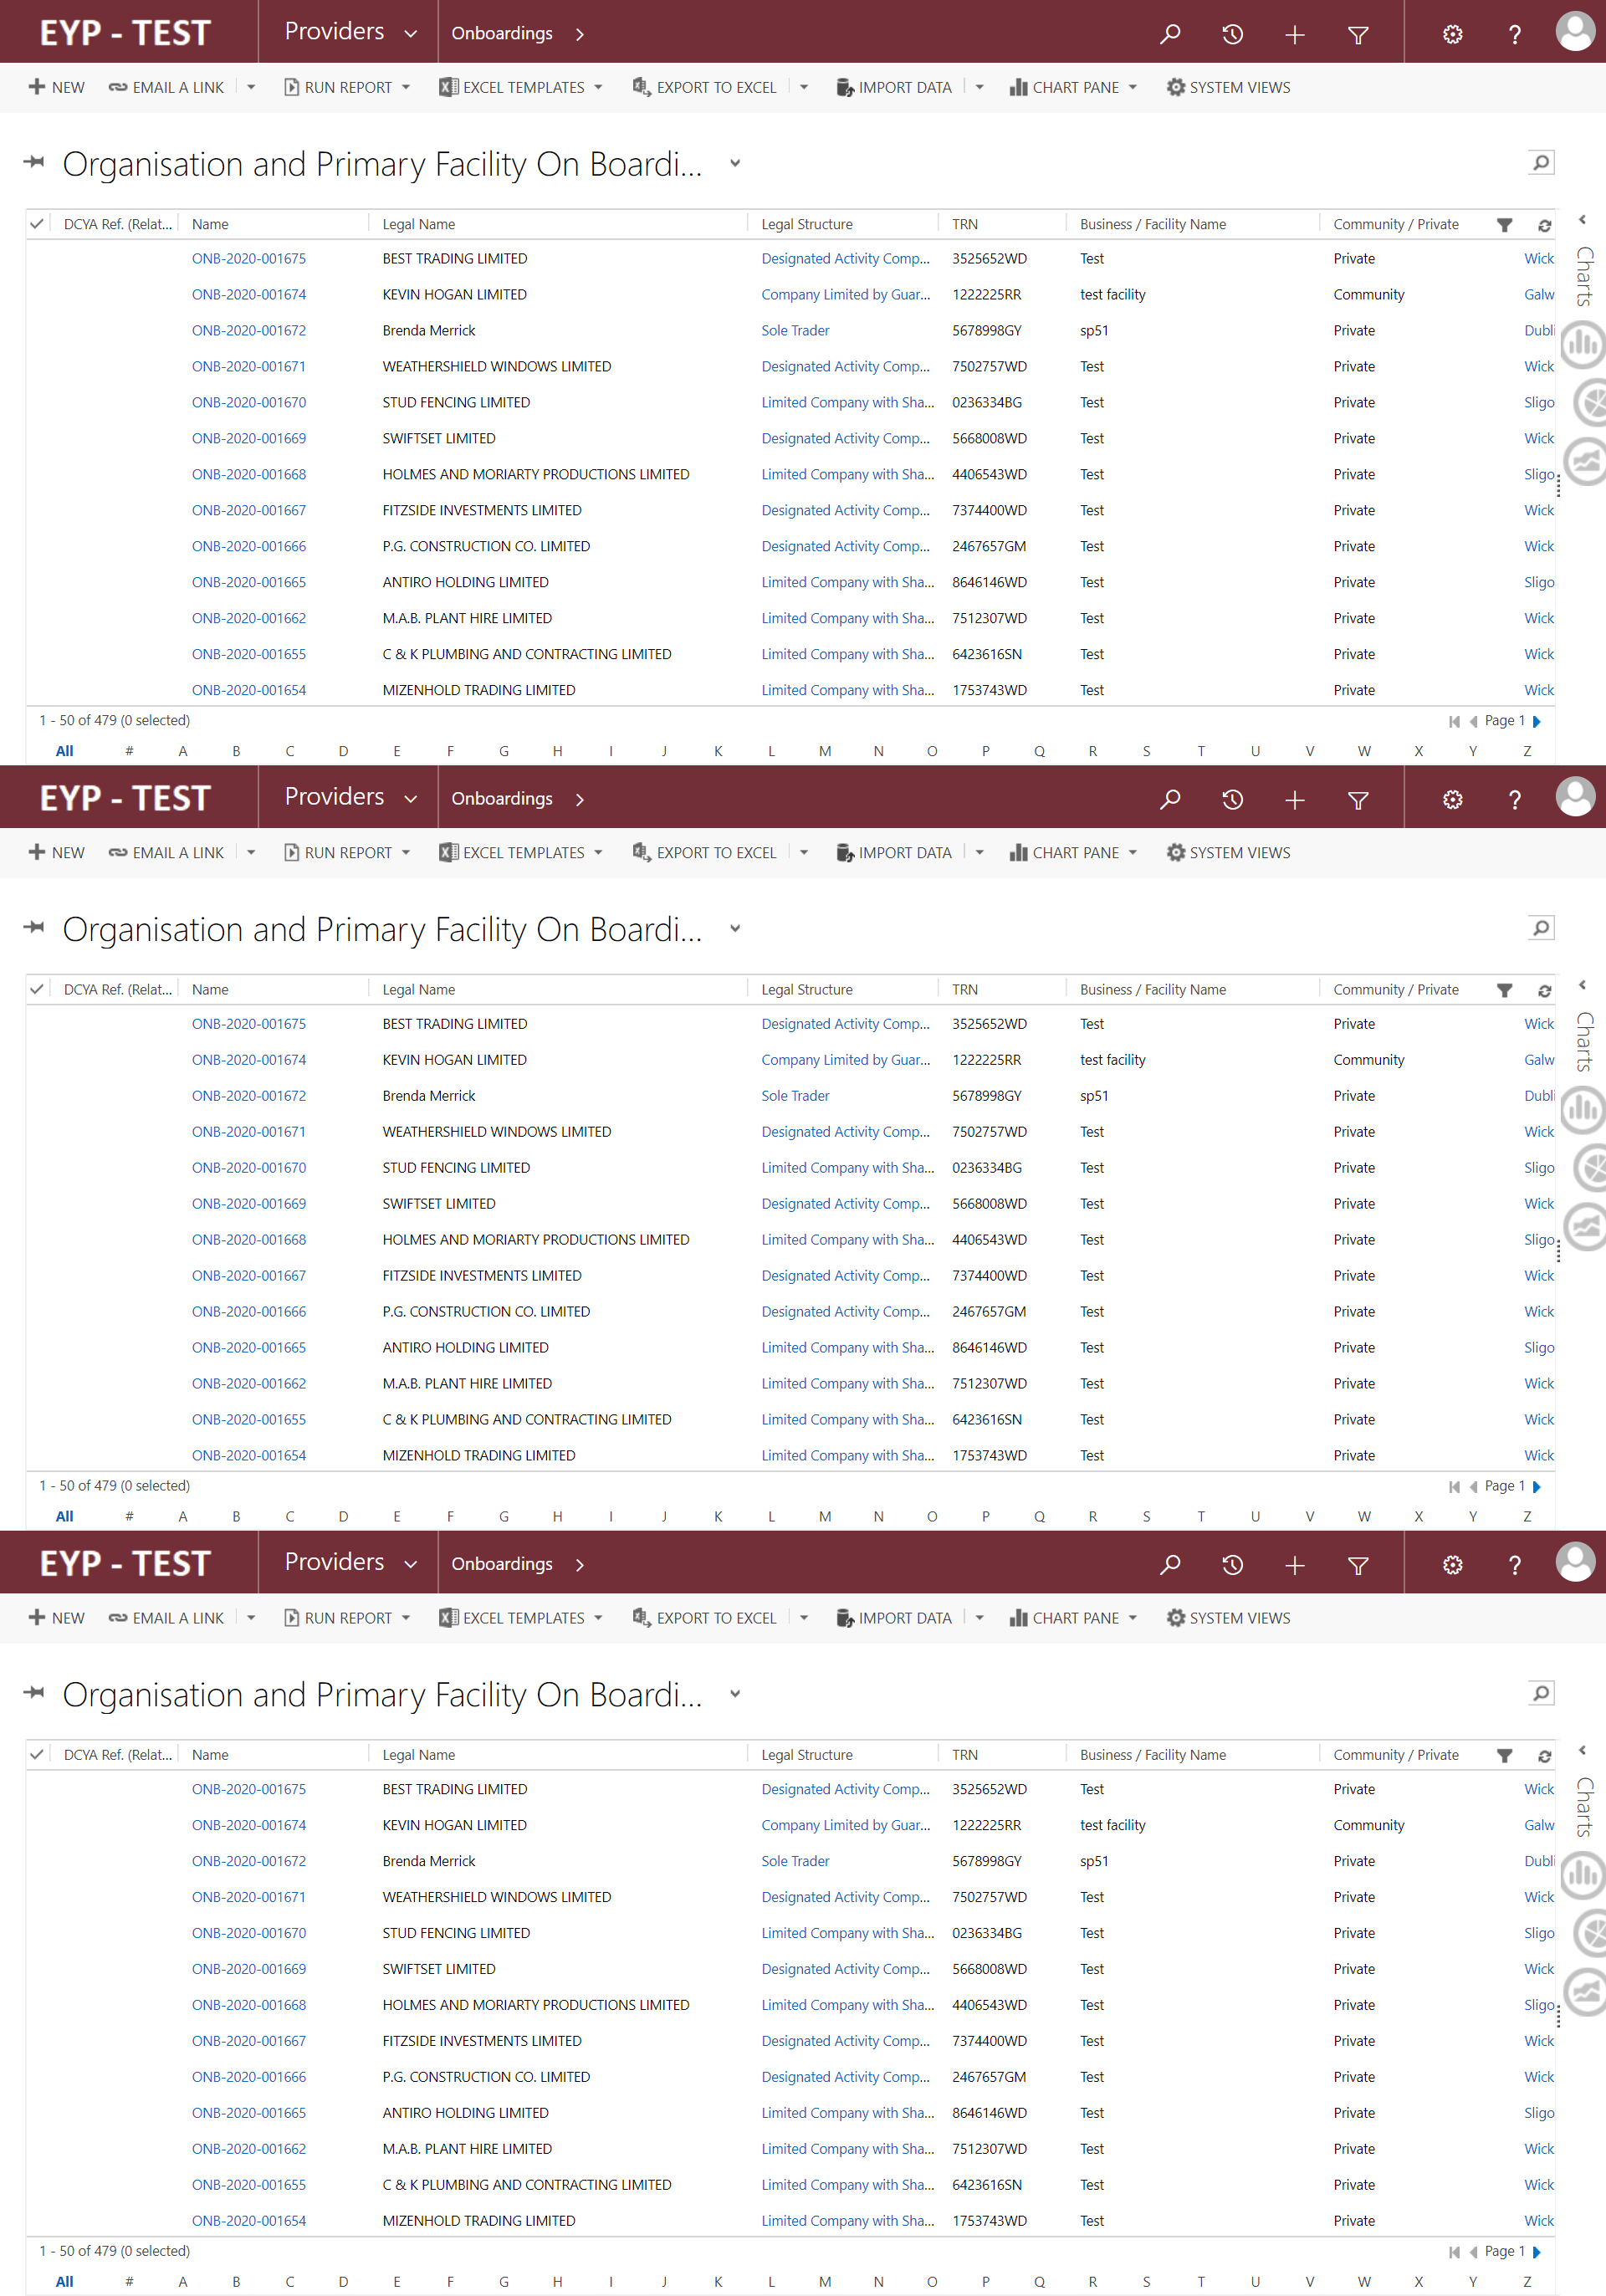 EYP - TEST Providers Onboardings
NEW EMAIL A LINK RUN REPORT EXCEL TEMPLATES EXPORT TO EXCEL IMPORT DATA CHART PANE SYSTEM VIEWS
Organisation and Primary Facility On Boardi...
DCYA Ref. (Relat... Name Legal Name Legal Structure TRN Business / Facility Name Community / Private
Charts
ONB-2020-001675 BEST TRADING LIMITED Designated Activity Comp... 3525652WD Test Private Wick
ONB-2020-001674 KEVIN HOGAN LIMITED Company Limited by Guar... 1222225RR test facility Community Galw
ONB-2020-001672 Brenda Merrick Sole Trader 5678998GY sp51 Private Dubli
ONB-2020-001671 WEATHERSHIELD WINDOWS LIMITED Designated Activity Comp... 7502757WD Test Private Wick
ONB-2020-001670 STUD FENCING LIMITED Limited Company with Sha... 0236334BG Test Private Sligo
ONB-2020-001669 SWIFTSET LIMITED Designated Activity Comp... 5668008WD Test Private Wick
ONB-2020-001668 HOLMES AND MORIARTY PRODUCTIONS LIMITED Limited Company with Sha... 4406543WD Test Private Sligo
ONB-2020-001667 FITZSIDE INVESTMENTS LIMITED Designated Activity Comp... 7374400WD Test Private Wick
ONB-2020-001666 P.G. CONSTRUCTION CO. LIMITED Designated Activity Comp... 2467657GM Test Private Wick
ONB-2020-001665 ANTIRO HOLDING LIMITED Limited Company with Sha... 8646146WD Test Private Sligo
ONB-2020-001662 M.A.B. PLANT HIRE LIMITED Limited Company with Sha... 7512307WD Test Private Wick
ONB-2020-001655 C & K PLUMBING AND CONTRACTING LIMITED Limited Company with Sha... 6423616SN Test Private Wick
ONB-2020-001654 MIZENHOLD TRADING LIMITED Limited Company with Sha... 1753743WD Test Private Wick
1 - 50 of 479 (0 selected) Page 1
All # A B C D E F G H I J K L M N O P Q R S T U V W X Y Z
EYP - TEST Providers Onboardings
NEW EMAIL A LINK RUN REPORT EXCEL TEMPLATES EXPORT TO EXCEL IMPORT DATA CHART PANE SYSTEM VIEWS
Organisation and Primary Facility On Boardi...
DCYA Ref. (Relat... Name Legal Name Legal Structure TRN Business / Facility Name Community / Private
Charts
ONB-2020-001675 BEST TRADING LIMITED Designated Activity Comp... 3525652WD Test Private Wick
ONB-2020-001674 KEVIN HOGAN LIMITED Company Limited by Guar... 1222225RR test facility Community Galw
ONB-2020-001672 Brenda Merrick Sole Trader 5678998GY sp51 Private Dubli
ONB-2020-001671 WEATHERSHIELD WINDOWS LIMITED Designated Activity Comp... 7502757WD Test Private Wick
ONB-2020-001670 STUD FENCING LIMITED Limited Company with Sha... 0236334BG Test Private Sligo
ONB-2020-001669 SWIFTSET LIMITED Designated Activity Comp... 5668008WD Test Private Wick
ONB-2020-001668 HOLMES AND MORIARTY PRODUCTIONS LIMITED Limited Company with Sha... 4406543WD Test Private Sligo
ONB-2020-001667 FITZSIDE INVESTMENTS LIMITED Designated Activity Comp... 7374400WD Test Private Wick
ONB-2020-001666 P.G. CONSTRUCTION CO. LIMITED Designated Activity Comp... 2467657GM Test Private Wick
ONB-2020-001665 ANTIRO HOLDING LIMITED Limited Company with Sha... 8646146WD Test Private Sligo
ONB-2020-001662 M.A.B. PLANT HIRE LIMITED Limited Company with Sha... 7512307WD Test Private Wick
ONB-2020-001655 C & K PLUMBING AND CONTRACTING LIMITED Limited Company with Sha... 6423616SN Test Private Wick
ONB-2020-001654 MIZENHOLD TRADING LIMITED Limited Company with Sha... 1753743WD Test Private Wick
1 - 50 of 479 (0 selected) Page 1
All # A B C D E F G H I J K L M N O P Q R S T U V W X Y Z
EYP - TEST Providers Onboardings
NEW EMAIL A LINK RUN REPORT EXCEL TEMPLATES EXPORT TO EXCEL IMPORT DATA CHART PANE SYSTEM VIEWS
Organisation and Primary Facility On Boardi...
DCYA Ref. (Relat... Name Legal Name Legal Structure TRN Business / Facility Name Community / Private
Charts
ONB-2020-001675 BEST TRADING LIMITED Designated Activity Comp... 3525652WD Test Private Wick
ONB-2020-001674 KEVIN HOGAN LIMITED Company Limited by Guar... 1222225RR test facility Community Galw
ONB-2020-001672 Brenda Merrick Sole Trader 5678998GY sp51 Private Dubli
ONB-2020-001671 WEATHERSHIELD WINDOWS LIMITED Designated Activity Comp... 7502757WD Test Private Wick
ONB-2020-001670 STUD FENCING LIMITED Limited Company with Sha... 0236334BG Test Private Sligo
ONB-2020-001669 SWIFTSET LIMITED Designated Activity Comp... 5668008WD Test Private Wick
ONB-2020-001668 HOLMES AND MORIARTY PRODUCTIONS LIMITED Limited Company with Sha... 4406543WD Test Private Sligo
ONB-2020-001667 FITZSIDE INVESTMENTS LIMITED Designated Activity Comp... 7374400WD Test Private Wick
ONB-2020-001666 P.G. CONSTRUCTION CO. LIMITED Designated Activity Comp... 2467657GM Test Private Wick
ONB-2020-001665 ANTIRO HOLDING LIMITED Limited Company with Sha... 8646146WD Test Private Sligo
ONB-2020-001662 M.A.B. PLANT HIRE LIMITED Limited Company with Sha... 7512307WD Test Private Wick
ONB-2020-001655 C & K PLUMBING AND CONTRACTING LIMITED Limited Company with Sha... 6423616SN Test Private Wick
ONB-2020-001654 MIZENHOLD TRADING LIMITED Limited Company with Sha... 1753743WD Test Private Wick
1 - 50 of 479 (0 selected) Page 1
All # A B C D E F G H I J K L M N O P Q R S T U V W X Y Z